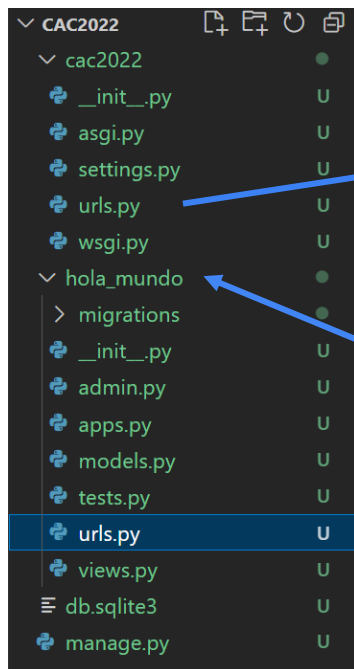 CAC2022
cac2022
__init__.py U
asgi.py U
settings.py U
urls.py U
wsgi.py U
hola_mundo
migrations
__init__.py U
admin.py U
apps.py U
models.py U
tests.py U
urls.py U
views.py U
db.sqlite3 U
manage.py U